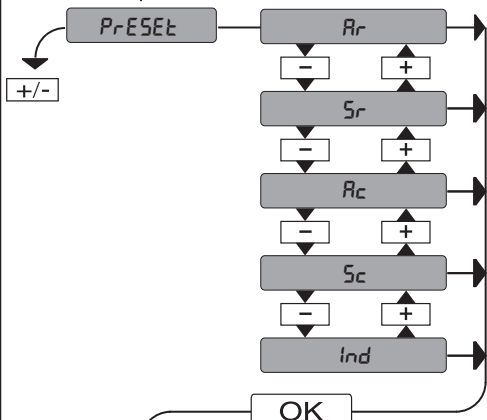 PrESEt Ar
- +
+/-
Sr
- +
Ac
- +
Sc
- +
Ind
OK